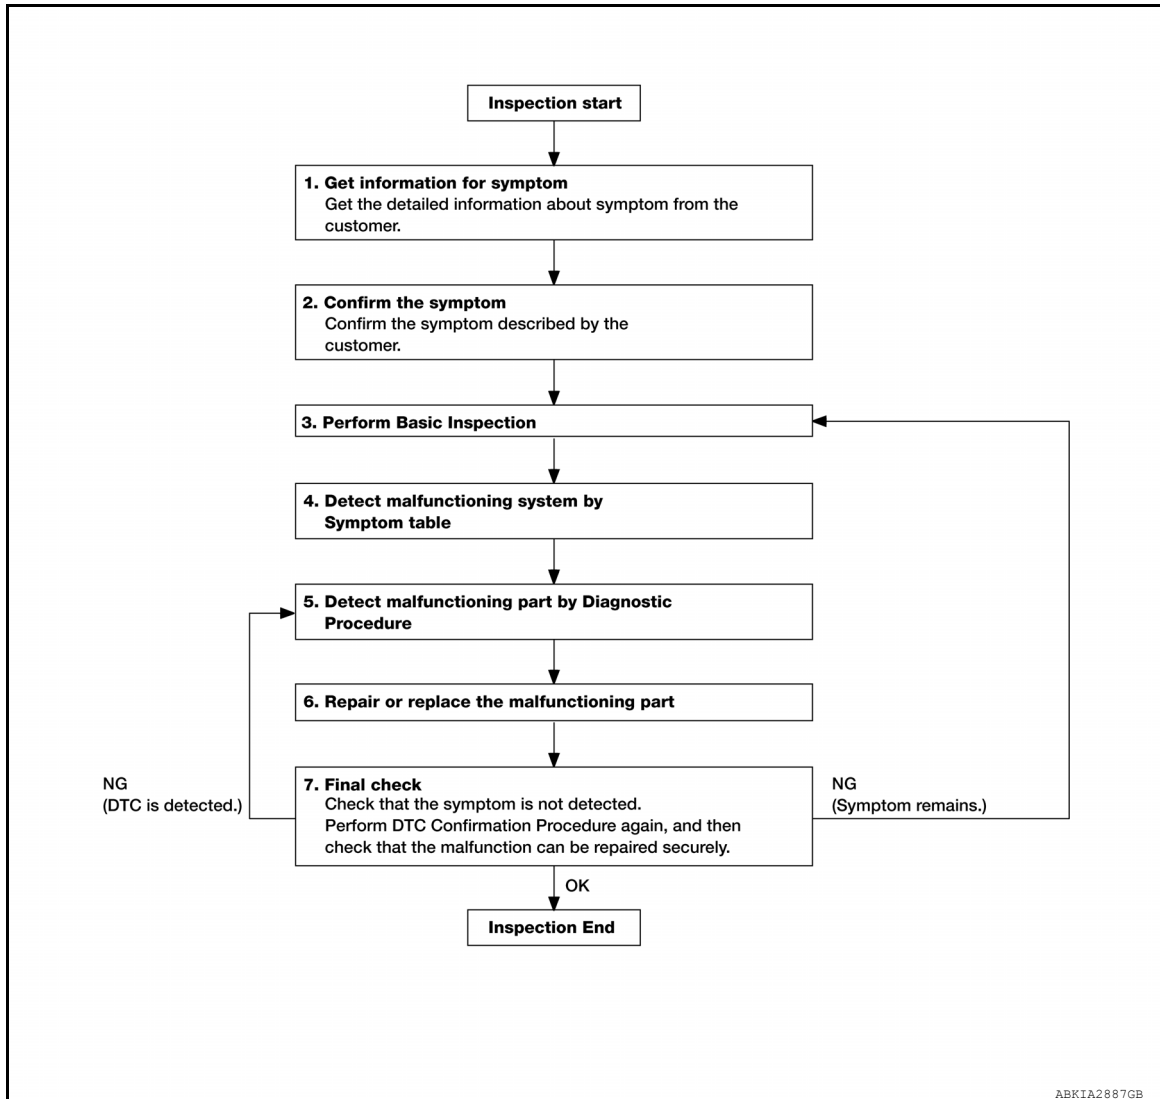 Inspection start
1. Get information for symptom
Get the detailed information about symptom from the
customer.
2. Confirm the symptom
Confirm the symptom described by the
customer.
3. Perform Basic Inspection
4. Detect malfunctioning system by
Symptom table
5. Detect malfunctioning part by Diagnostic
Procedure
6. Repair or replace the malfunctioning part
NG
(DTC is detected.)
7. Final check
Check that the symptom is not detected.
Perform DTC Confirmation Procedure again, and then
check that the malfunction can be repaired securely.
NG
(Symptom remains.)
OK
Inspection End
ABKIA2887GB